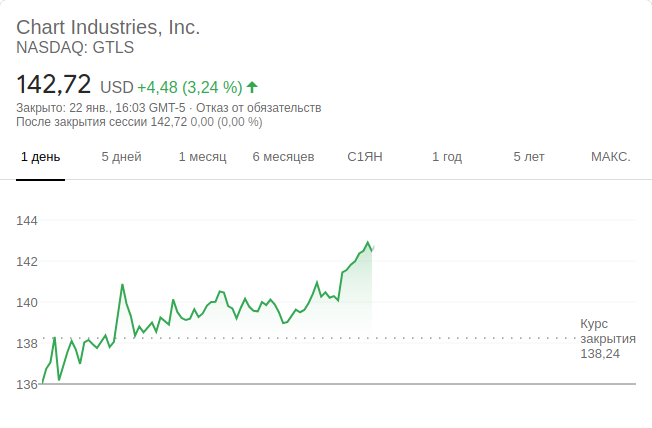 Chart Industries, Inc.
NASDAQ: GTLS
142,72 USD +4,48 (3,24 %)
Закрыто: 22 янв., 16:03 GMT-5 · Отказ от обязательств
После закрытия сессии 142,72 0,00 (0,00 %)
1 день 5 дней 1 месяц 6 месяцев С1ЯН 1 год 5 лет МАКС.
144
142
140
138
136
Курс
закрытия
138,24